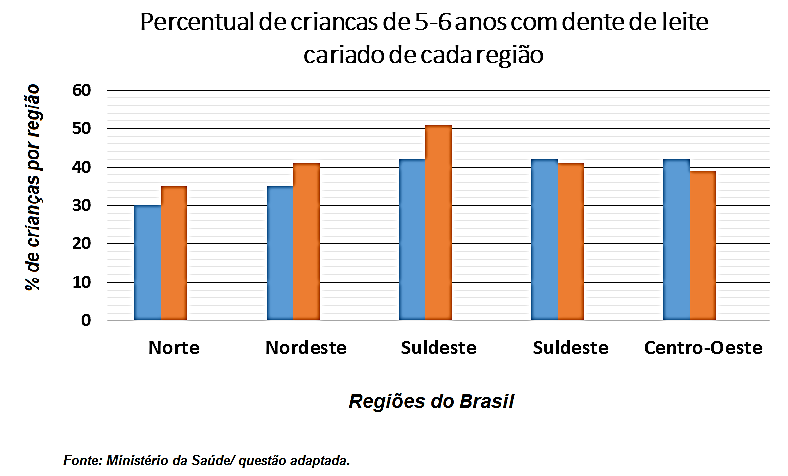 Percentual de criancas de 5-6 anos com dente de leite
cariado de cada região
% de crianças por região
60
50
40
30
20
10
0
Norte Nordeste Suldeste Suldeste Centro-Oeste
Regiões do Brasil
Fonte: Ministério da Saúde/ questão adaptada.